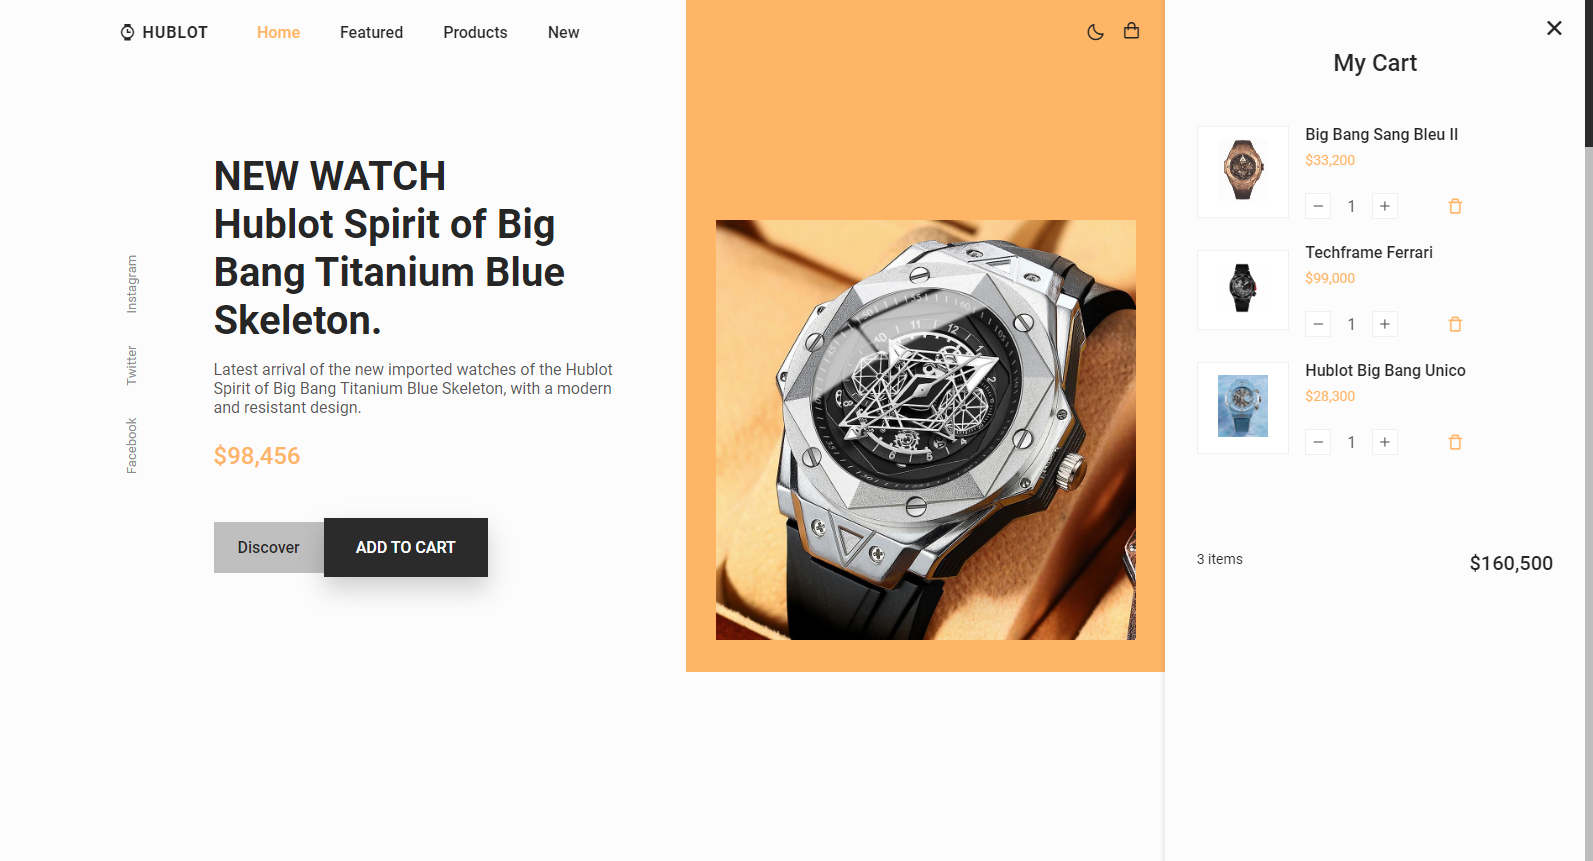 HUBLOT
Home
Featured
Products
New
Instagram
Twitter
Facebook
NEW WATCH
Hublot Spirit of Big
Bang Titanium Blue
Skeleton.
Latest arrival of the new imported watches of the Hublot
Spirit of Big Bang Titanium Blue Skeleton, with a modern
and resistant design.
$98,456
Discover
ADD TO CART
My Cart
Big Bang Sang Bleu II
$33,200
1
Techframe Ferrari
$99,000
1
Hublot Big Bang Unico
$28,300
1
3 items
$160,500